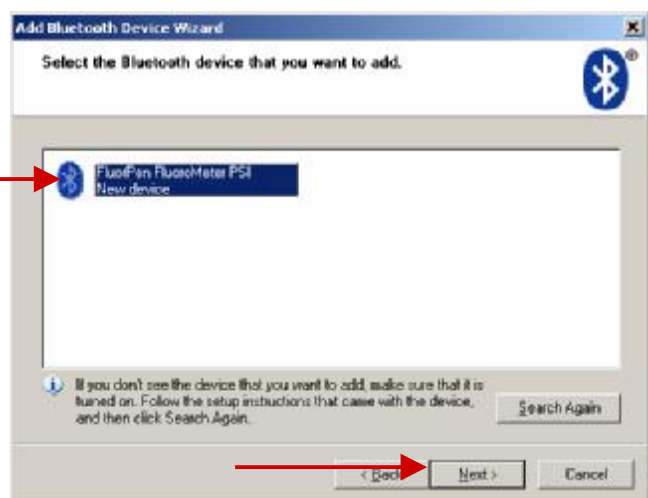 Add Bluetooth Device Wizard
Select the Bluetooth device that you want to add.
®
FluorPen FluoroMeter PSI
New device
If you don't see the device that you want to add, make sure that it is
turned on. Follow the setup instructions that came with the device,
and then click Search Again.
Search Again
< Back
Next >
Cancel